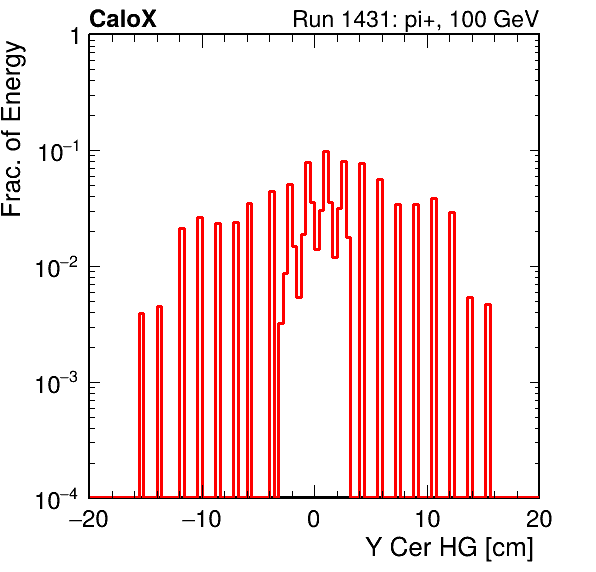 CaloX Run 1431: pi+, 100 GeV
Frac. of Energy
1
10⁻¹
10⁻²
10⁻³
10⁻⁴
−20 −10 0 10 20
Y Cer HG [cm]